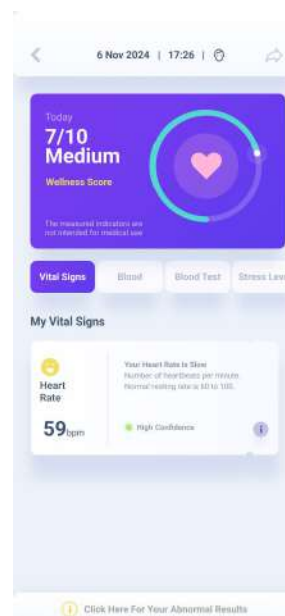 6 Nov 2024 | 17:26 |
Today
7/10
Medium
Wellness Score
The measured indicators are
not intended for medical use
Vital Signs
Blood
Blood Test
Stress Leve
My Vital Signs
Heart
Rate
59bpm
Your Heart Rate Is Slow
Number of heartbeats per minute.
Normal resting rate is 60 to 100.
High Confidence
Click Here For Your Abnormal Results